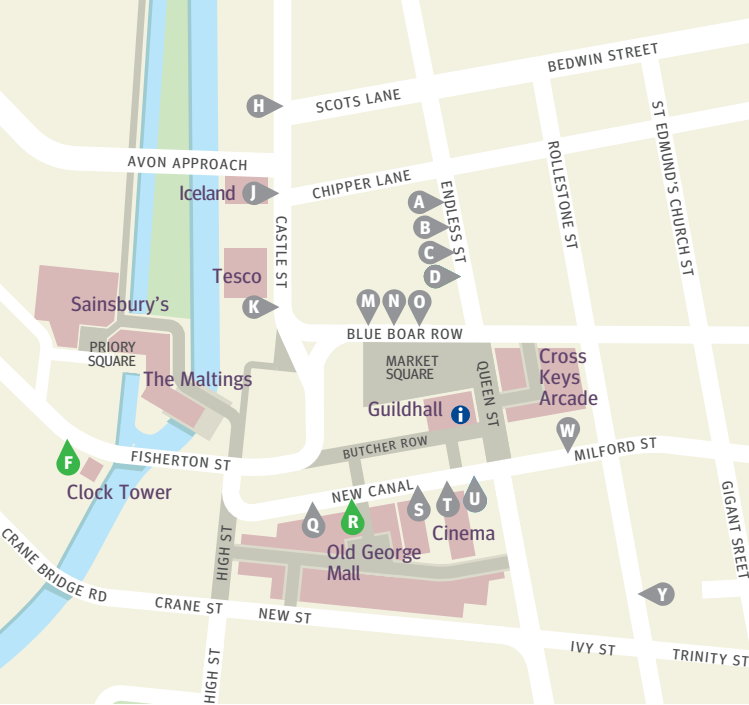 BEDWIN STREET
H
SCOTS LANE
ST EDMUND'S CHURCH ST
AVON APPROACH
ROLLESTONE ST
Iceland
J
CHIPPER LANE
ENDLESS ST
A
B
C
D
CASTLE ST
Tesco
K
M
N
O
Sainsbury's
BLUE BOAR ROW
PRIORY
SQUARE
MARKET
SQUARE
QUEEN ST
Cross
Keys
Arcade
The Maltings
Guildhall
i
W
BUTCHER ROW
MILFORD ST
F
FISHERTON ST
Clock Tower
NEW CANAL
GIGANT SREET
Q
R
S
T
U
Cinema
HIGH ST
Old George
Mall
CRANE BRIDGE RD
Y
CRANE ST
NEW ST
IVY ST
TRINITY ST
HIGH ST